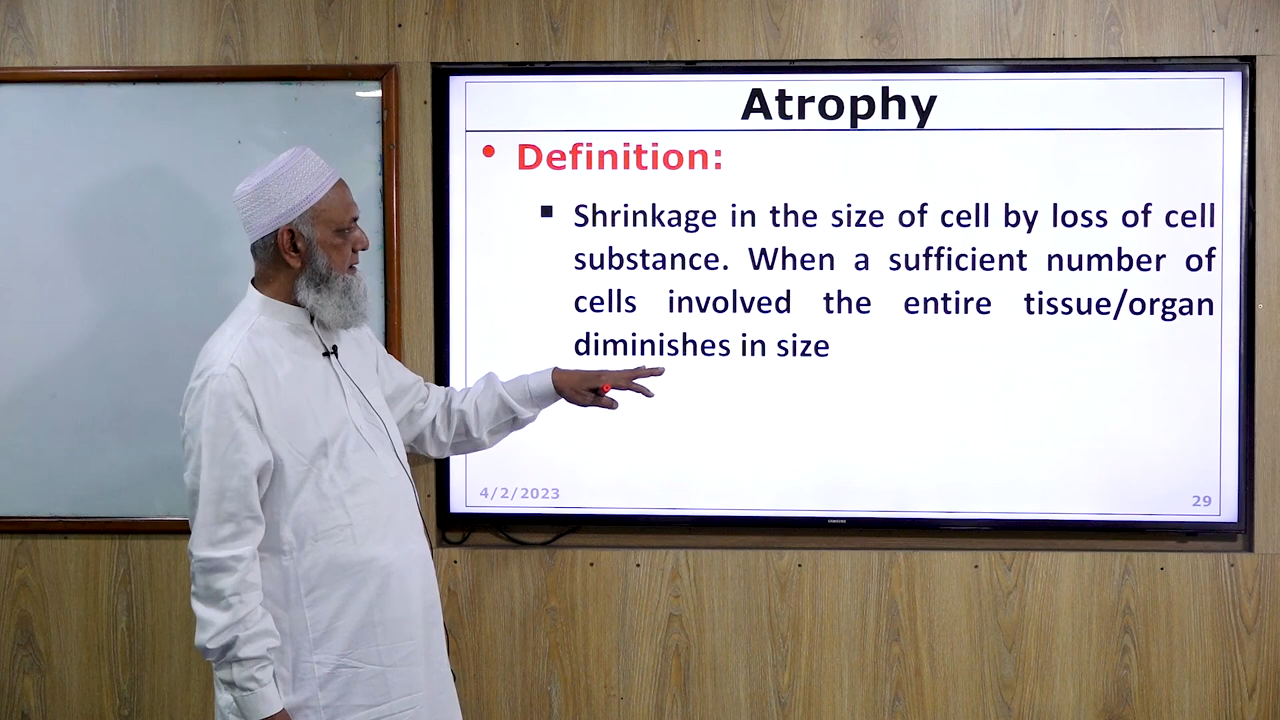 Atrophy
• Definition:
▪ Shrinkage in the size of cell by loss of cell
substance. When a sufficient number of
cells involved the entire tissue/organ
diminishes in size
4/2/2023
29
SAMSUNG